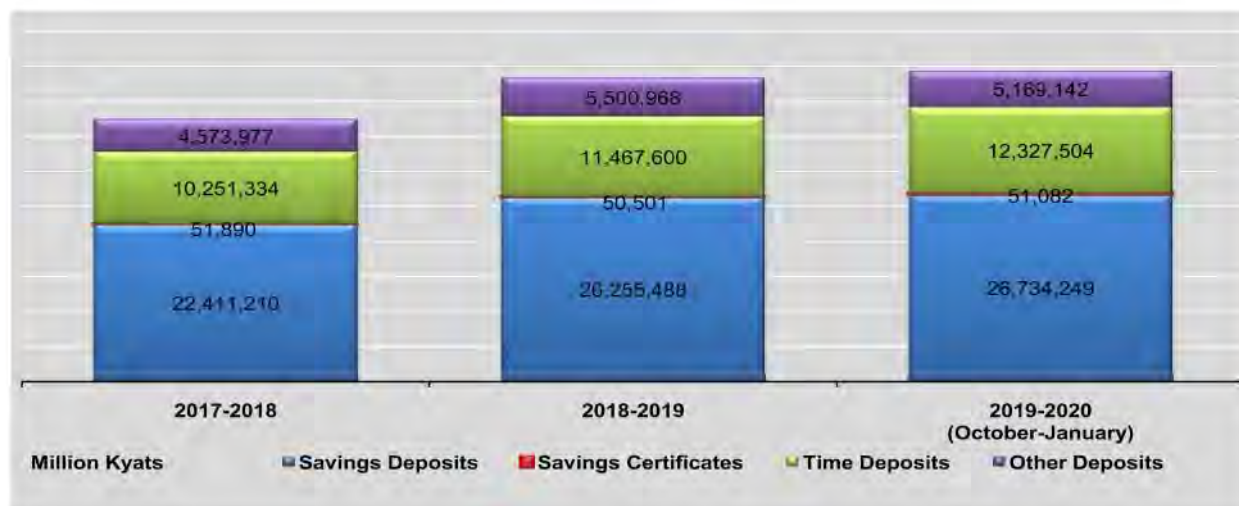 4,573,977
10,251,334
51,890
22,411,210
5,500,968
11,467,600
50,501
26,255,488
5,169,142
12,327,504
51,082
26,734,249
2017-2018
2018-2019
2019-2020
(October-January)
Million Kyats
Savings Deposits
Savings Certificates
Time Deposits
Other Deposits